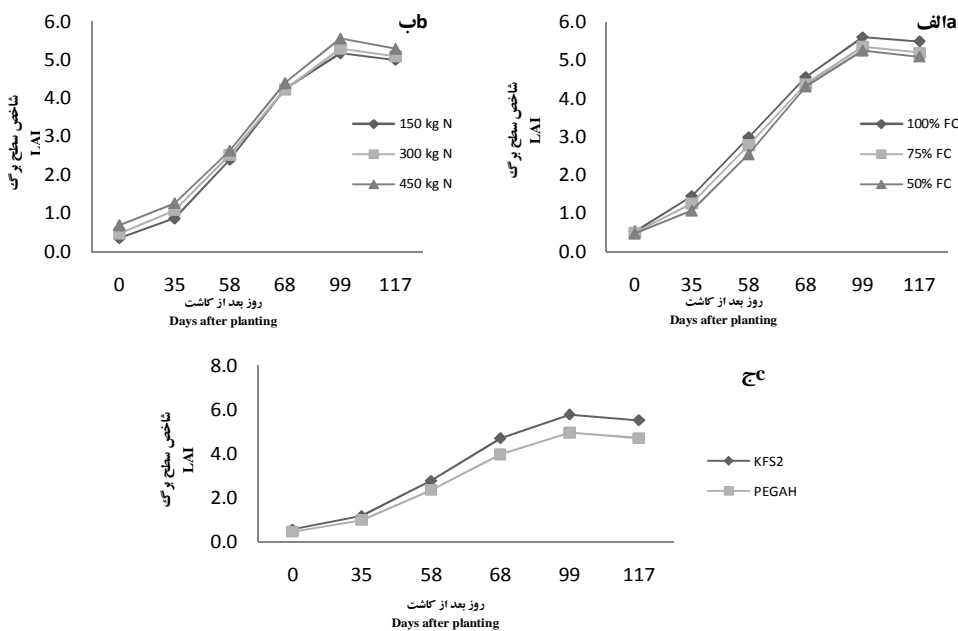 bب
6.0
5.0
4.0
3.0
2.0
1.0
0.0
شاخص سطح برگ
LAI
150 kg N
300 kg N
450 kg N
0 35 58 68 99 117
روز بعد از کاشت
Days after planting
aالف
6.0
5.0
4.0
3.0
2.0
1.0
0.0
شاخص سطح برگ
LAI
100% FC
75% FC
50% FC
0 35 58 68 99 117
روز بعد از کاشت
Days after planting
cج
8.0
6.0
4.0
2.0
0.0
شاخص سطح برگ
LAI
KFS2
PEGAH
0 35 58 68 99 117
روز بعد از کاشت
Days after planting